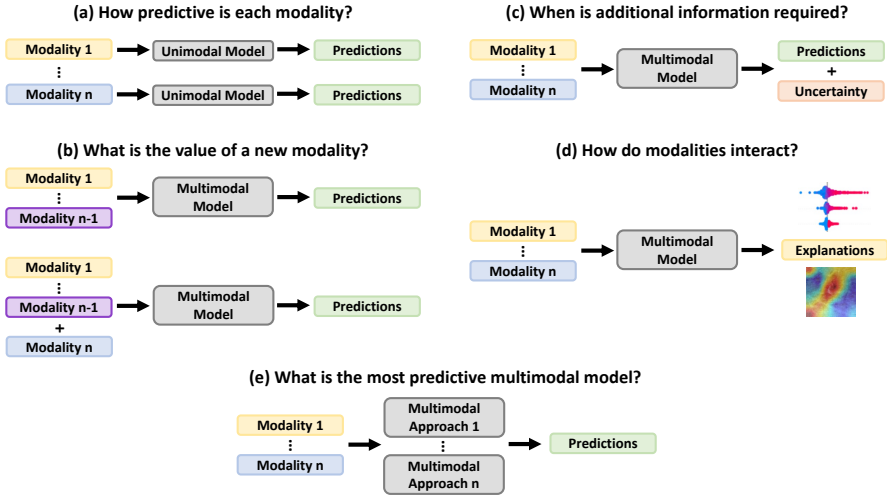 (a) How predictive is each modality?
Modality 1 Unimodal Model Predictions
⋮
Modality n Unimodal Model Predictions
(b) What is the value of a new modality?
Modality 1
⋮
Modality n-1
Multimodal
Model
Predictions
Modality 1
⋮
Modality n-1
+
Modality n
Multimodal
Model
Predictions
(c) When is additional information required?
Modality 1
⋮
Modality n
Multimodal
Model
Predictions
+
Uncertainty
(d) How do modalities interact?
Modality 1
⋮
Modality n
Multimodal
Model
Explanations
(e) What is the most predictive multimodal model?
Modality 1
⋮
Modality n
Multimodal
Approach 1
⋮
Multimodal
Approach n
Predictions